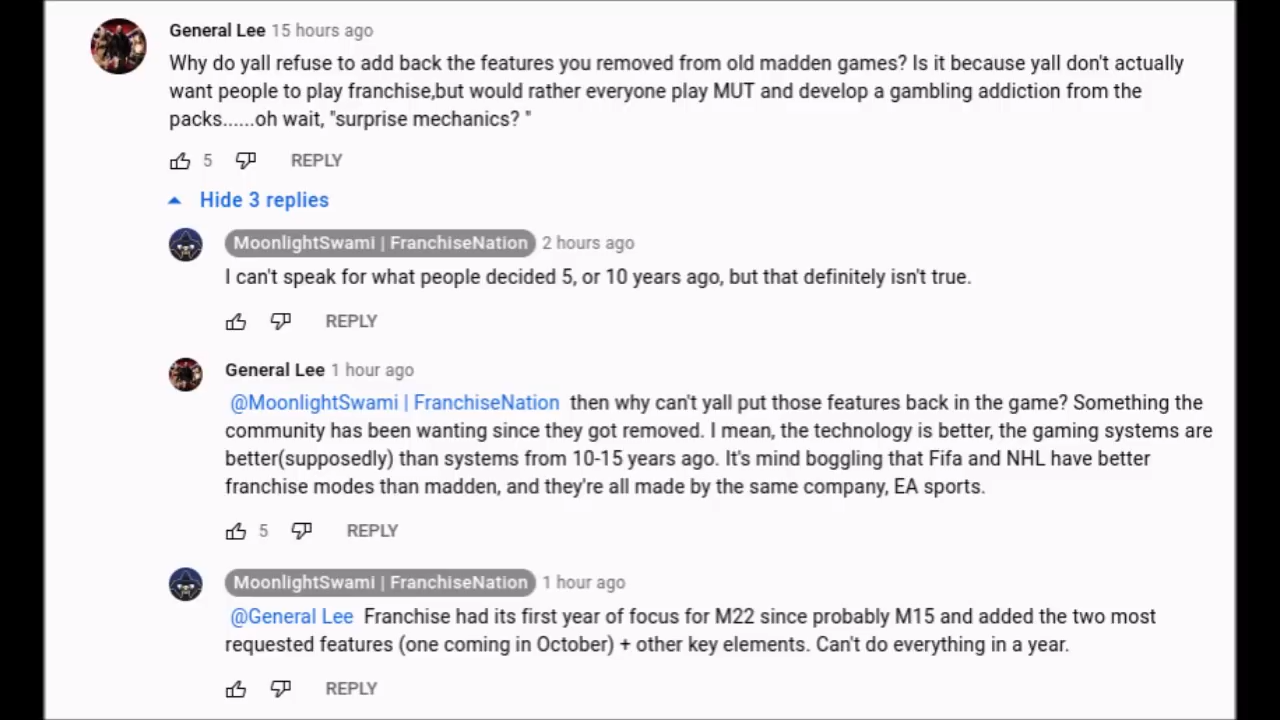 General Lee 15 hours ago
Why do yall refuse to add back the features you removed from old madden games? Is it because yall don't actually
want people to play franchise,but would rather everyone play MUT and develop a gambling addiction from the
packs......oh wait, "surprise mechanics? "
5 REPLY
Hide 3 replies
MoonlightSwami | FranchiseNation 2 hours ago
I can't speak for what people decided 5, or 10 years ago, but that definitely isn't true.
REPLY
General Lee 1 hour ago
@MoonlightSwami | FranchiseNation then why can't yall put those features back in the game? Something the
community has been wanting since they got removed. I mean, the technology is better, the gaming systems are
better(supposedly) than systems from 10-15 years ago. It's mind boggling that Fifa and NHL have better
franchise modes than madden, and they're all made by the same company, EA sports.
5 REPLY
MoonlightSwami | FranchiseNation 1 hour ago
@General Lee Franchise had its first year of focus for M22 since probably M15 and added the two most
requested features (one coming in October) + other key elements. Can't do everything in a year.
REPLY